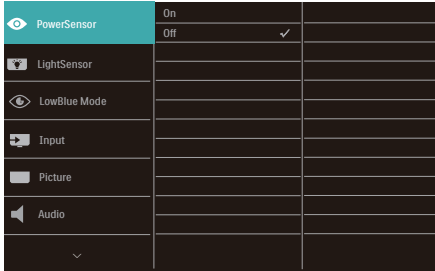 PowerSensor
LightSensor
LowBlue Mode
Input
Picture
Audio
On
Off